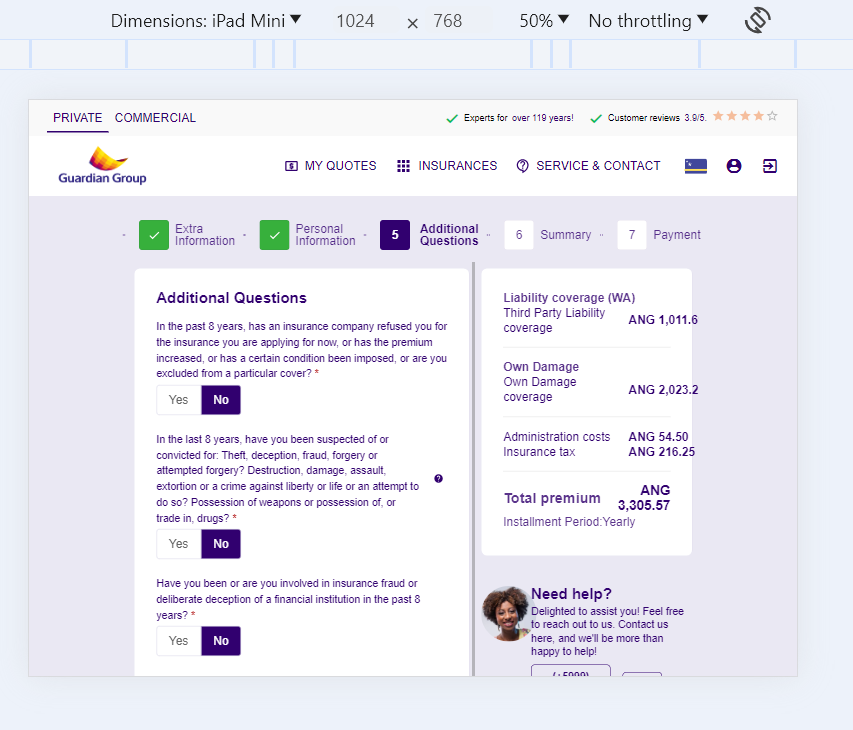 Dimensions: iPad Mini 1024 × 768 50% No throttling
PRIVATE COMMERCIAL
Experts for over 119 years! Customer reviews 3.9/5.
Guardian Group
MY QUOTES INSURANCES SERVICE & CONTACT
Extra
Information
Personal
Information
5 Additional
Questions
6 Summary
7 Payment
Additional Questions
In the past 8 years, has an insurance company refused you for
the insurance you are applying for now, or has the premium
increased, or has a certain condition been imposed, or are you
excluded from a particular cover? *
Yes No
In the last 8 years, have you been suspected of or
convicted for: Theft, deception, fraud, forgery or
attempted forgery? Destruction, damage, assault,
extortion or a crime against liberty or life or an attempt to
do so? Possession of weapons or possession of, or
trade in, drugs? *
Yes No
Have you been or are you involved in insurance fraud or
deliberate deception of a financial institution in the past 8
years? *
Yes No
Liability coverage (WA)
Third Party Liability
coverage
ANG 1,011.6
Own Damage
Own Damage
coverage
ANG 2,023.2
Administration costs ANG 54.50
Insurance tax ANG 216.25
Total premium ANG
3,305.57
Installment Period:Yearly
Need help?
Delighted to assist you! Feel free
to reach out to us. Contact us
here, and we'll be more than
happy to help!
(+5999)